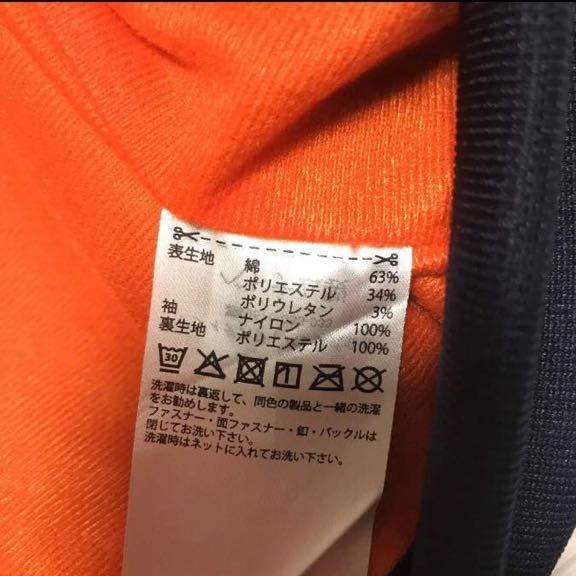 表生地 綿 63%
ポリエステル 34%
ポリウレタン 3%
袖 ナイロン 100%
裏生地 ポリエステル 100%
30
洗濯時は裏返して、同色の製品と一緒の洗濯
をお勧めします。
ファスナー・面ファスナー・釦・バックルは
閉じてお洗い下さい。
洗濯時はネットに入れてお洗い下さい。